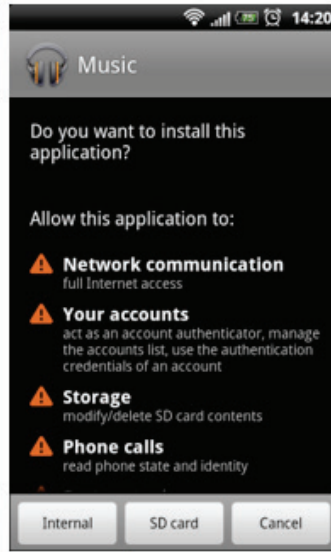 75 14:20
Music
Do you want to install this
application?
Allow this application to:
Network communication
full Internet access
Your accounts
act as an account authenticator, manage
the accounts list, use the authentication
credentials of an account
Storage
modify/delete SD card contents
Phone calls
read phone state and identity
Internal SD card Cancel